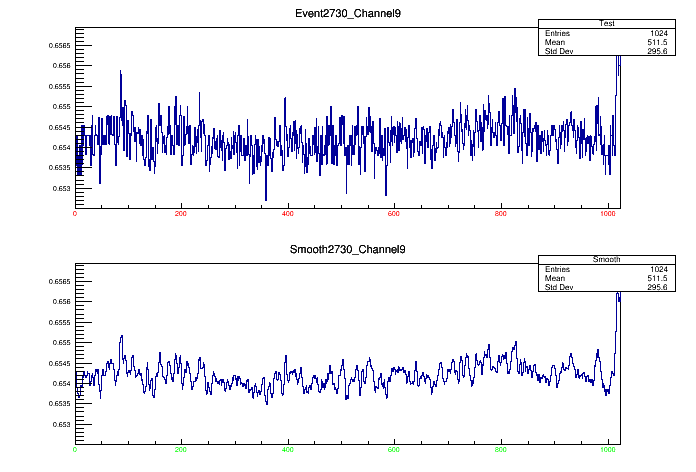 Event2730_Channel9
Test
Entries 1024
Mean 511.5
Std Dev 295.6
0.6565
0.656
0.6555
0.655
0.6545
0.654
0.6535
0.653
0 200 400 600 800 1000
Smooth2730_Channel9
Smooth
Entries 1024
Mean 511.5
Std Dev 295.6
0.6565
0.656
0.6555
0.655
0.6545
0.654
0.6535
0.653
0 200 400 600 800 1000